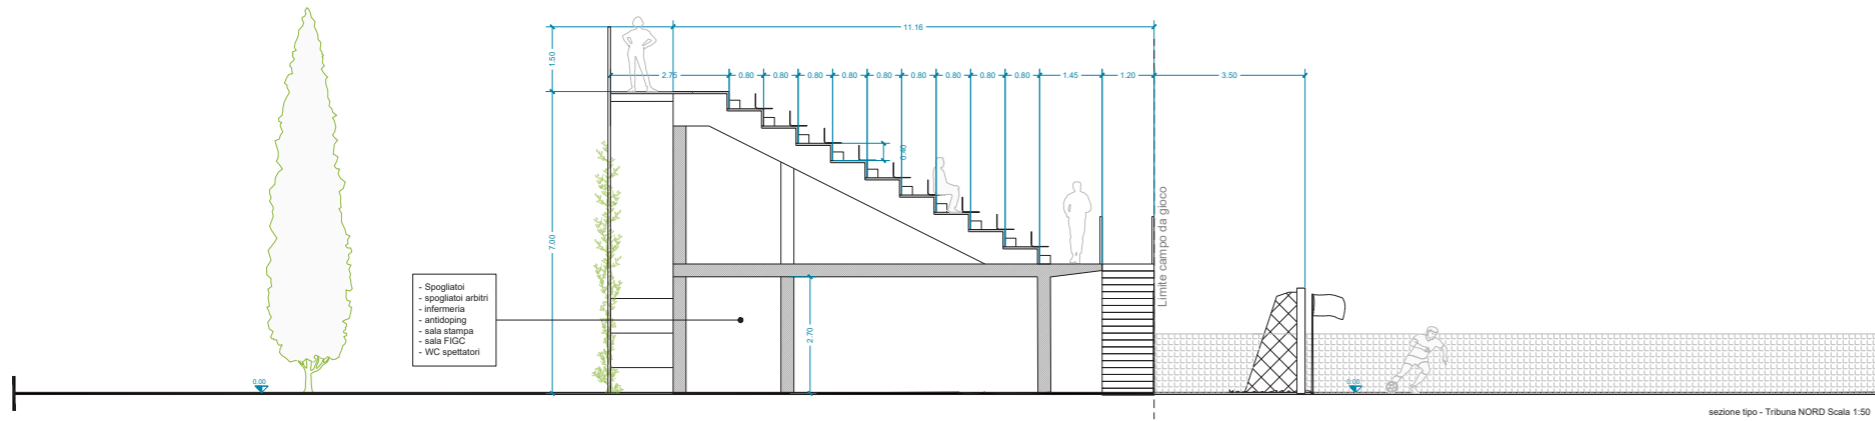 11.16
1.50
2.75
0.80
0.80
0.80
0.80
0.80
0.80
0.80
0.80
0.80
1.45
1.20
3.50
0.40
7.00
Limite campo da gioco
- Spogliatoi
- spogliatoi arbitri
- infermeria
- antidoping
- sala stampa
- sala FIGC
- WC spettatori
2.70
0.00
0.00
sezione tipo - Tribuna NORD Scala 1:50